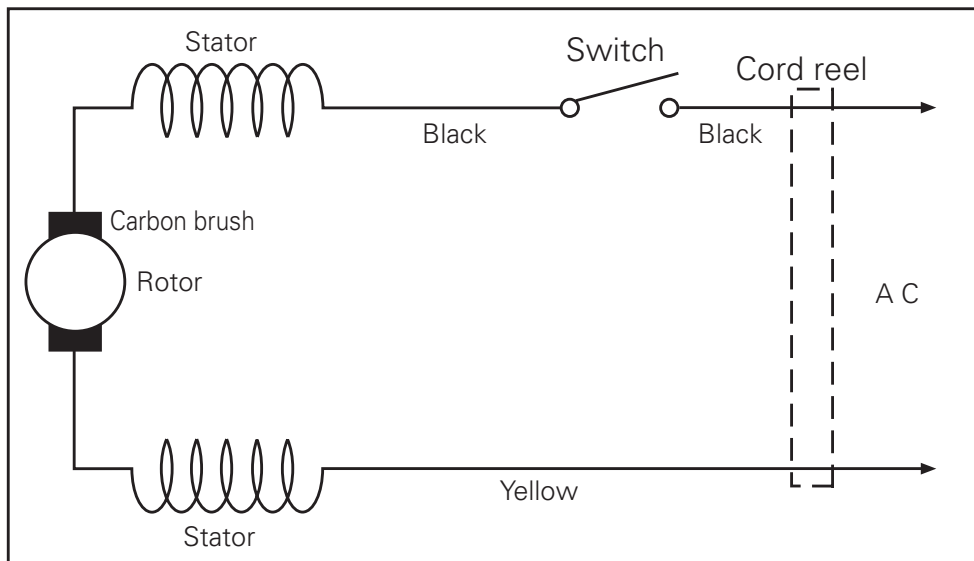 Stator
Switch
Cord reel
Black
Black
Carbon brush
Rotor
A C
Yellow
Stator